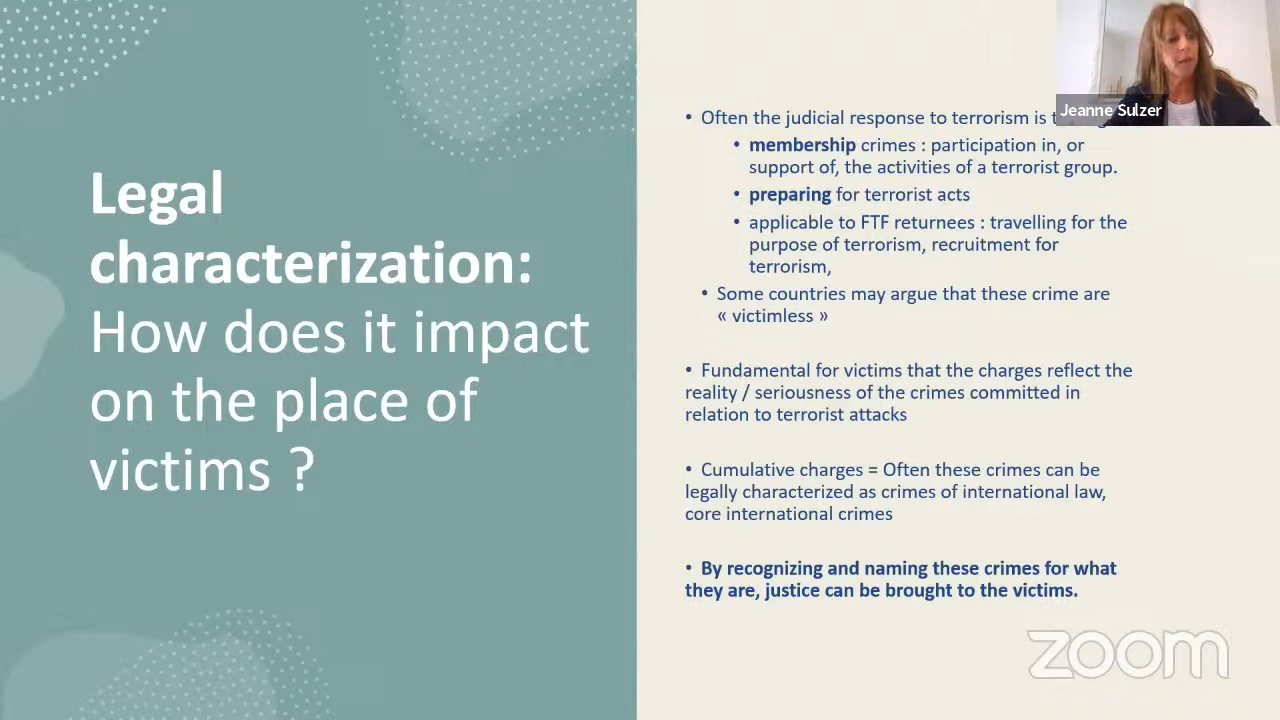 Legal
characterization:
How does it impact
on the place of
victims ?
• Often the judicial response to terrorism is
• membership crimes : participation in, or
support of, the activities of a terrorist group.
• preparing for terrorist acts
• applicable to FTF returnees : travelling for the
purpose of terrorism, recruitment for
terrorism,
• Some countries may argue that these crime are
« victimless »
• Fundamental for victims that the charges reflect the
reality / seriousness of the crimes committed in
relation to terrorist attacks
• Cumulative charges = Often these crimes can be
legally characterized as crimes of international law,
core international crimes
• By recognizing and naming these crimes for what
they are, justice can be brought to the victims.
Jeanne Sulzer
zoom